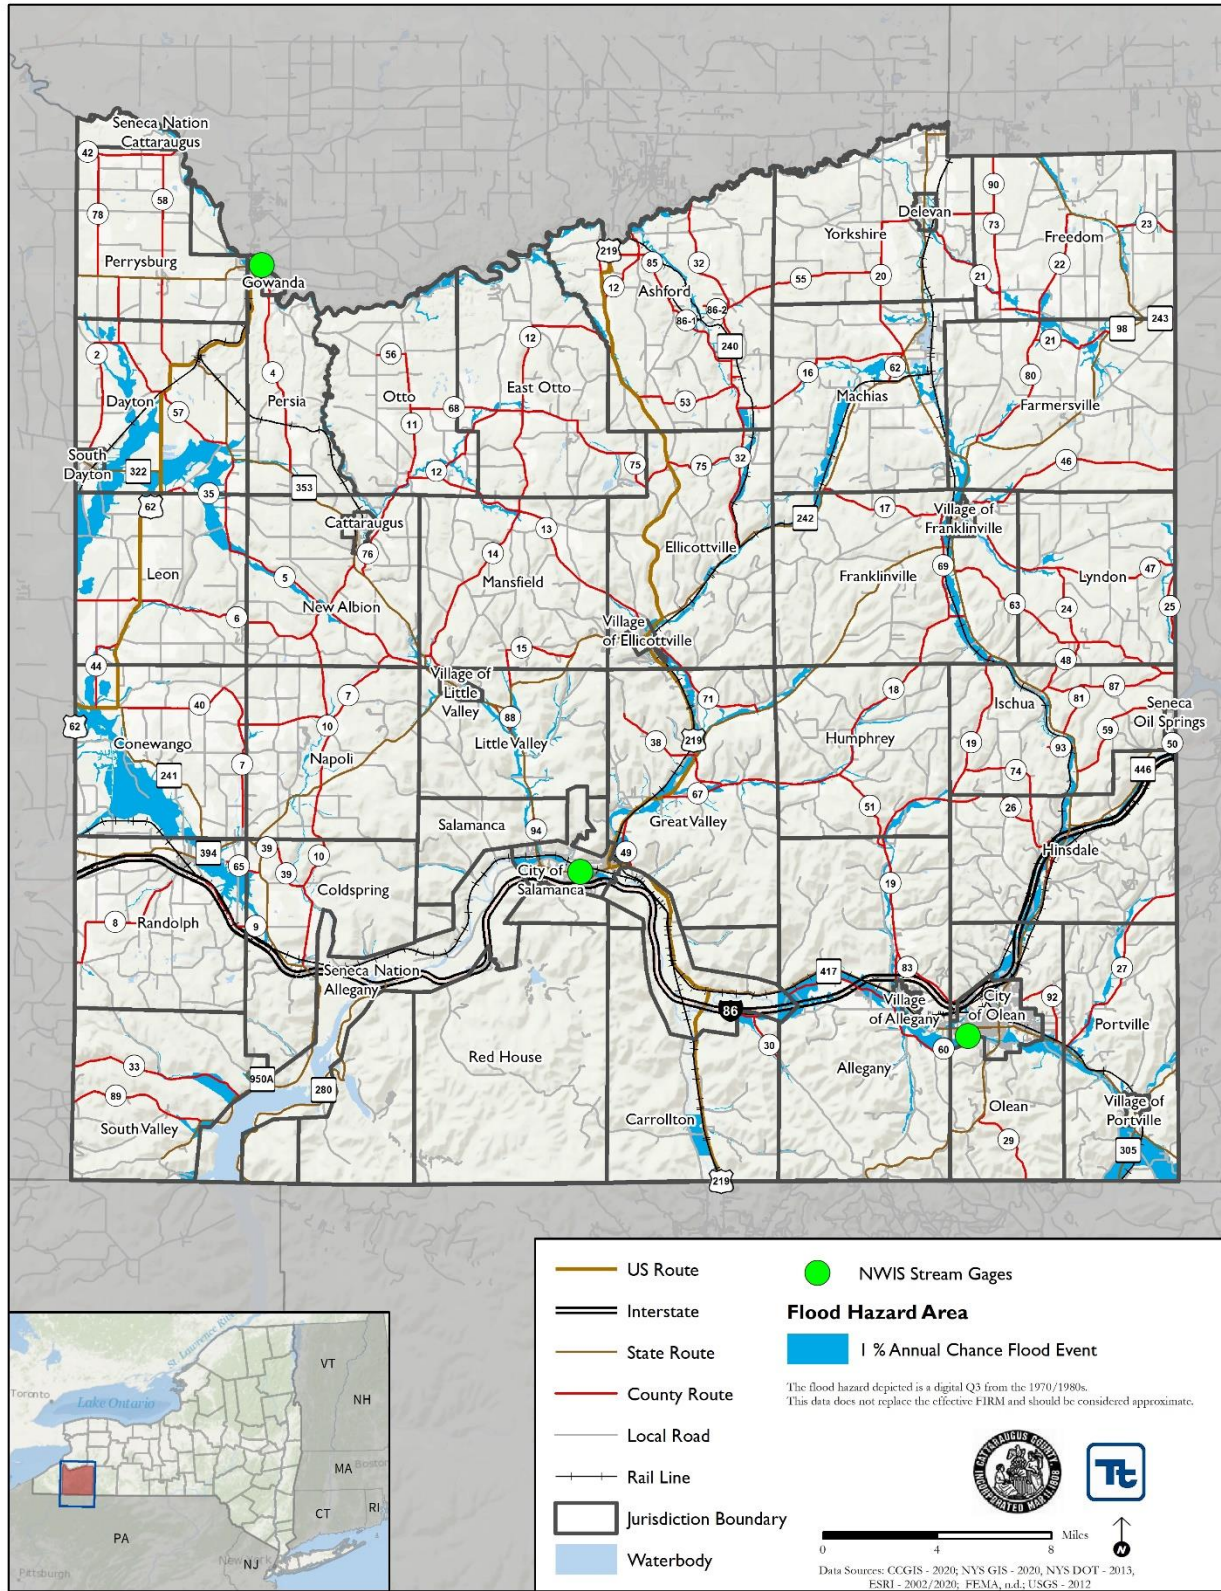 Seneca Nation
Cattaraugus
42
58
78
Perrysburg
Gowanda
Delevan
90
73
Yorkshire
Freedom
23
22
21
20
55
219
85
32
12
Ashford
86-2
86-1
240
243
98
21
2
Dayton
57
4
Persia
56
Otto
68
11
12
East Otto
12
53
16
62
Machias
80
Farmersville
South
Dayton
322
62
35
353
75
75
32
46
Cattaraugus
76
14
13
Mansfield
242
17
Village of
Franklinville
Ellicottville
Leon
5
New Albion
6
Franklinville
69
63
24
Lyndon
47
25
Village
of Ellicottville
15
48
44
40
62
Conewango
241
7
10
7
Napoli
Village of
Little
Valley
88
Little Valley
38
71
219
67
Great Valley
18
Humphrey
51
Ischua
19
81
87
59
93
74
26
Seneca
Oil Springs
50
446
Hinsdale
394
65
39
39
10
Coldspring
Salamanca
94
City of
Salamanca
49
19
8
Randolph
9
Seneca Nation
Allegany
417
83
Village
of Allegany
City
of Olean
92
27
Portville
86
30
60
Allegany
Red House
950A
280
33
89
South Valley
Carrollton
219
Olean
29
Village of
Portville
305
US Route
Interstate
State Route
County Route
Local Road
Rail Line
Jurisdiction Boundary
Waterbody
NWIS Stream Gages
Flood Hazard Area
1 % Annual Chance Flood Event
The flood hazard depicted is a digital Q3 from the 1970/1980s.
This data does not replace the effective FIRM and should be considered approximate.
CATTARAUGUS COUNTY,
Tt
Miles
0 4 8
N
Data Sources: CCGIS - 2020; NYS GIS - 2020, NYS DOT - 2013,
ESRI - 2002/2020; FEMA, n.d.; USGS - 2012
St. Lawrence River
Toronto
Lake Ontario
VT
NH
MA
Boston
CT
RI
PA
NJ
Pittsburgh